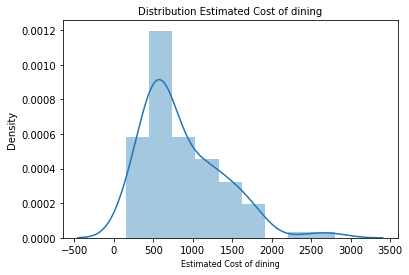 Distribution Estimated Cost of dining
0.0012
0.0010
0.0008
0.0006
0.0004
0.0002
0.0000
Density
−500 0 500 1000 1500 2000 2500 3000 3500
Estimated Cost of dining